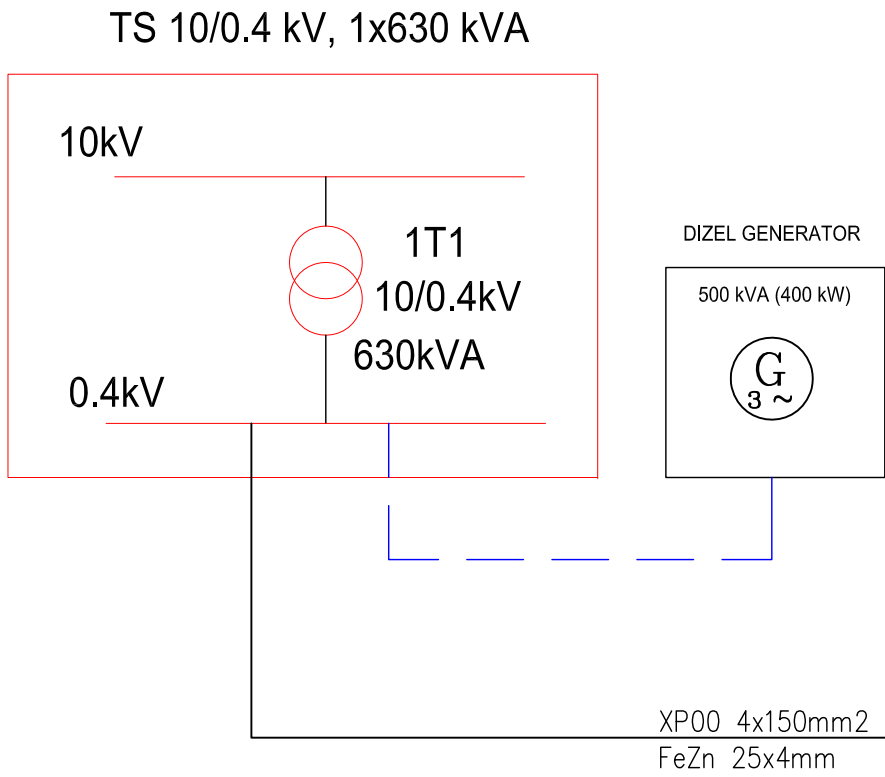 TS 10/0.4 kV, 1x630 kVA
10kV
1T1
10/0.4kV
630kVA
0.4kV
DIZEL GENERATOR
500 kVA (400 kW)
G
3 ~
XP00 4x150mm2
FeZn 25x4mm